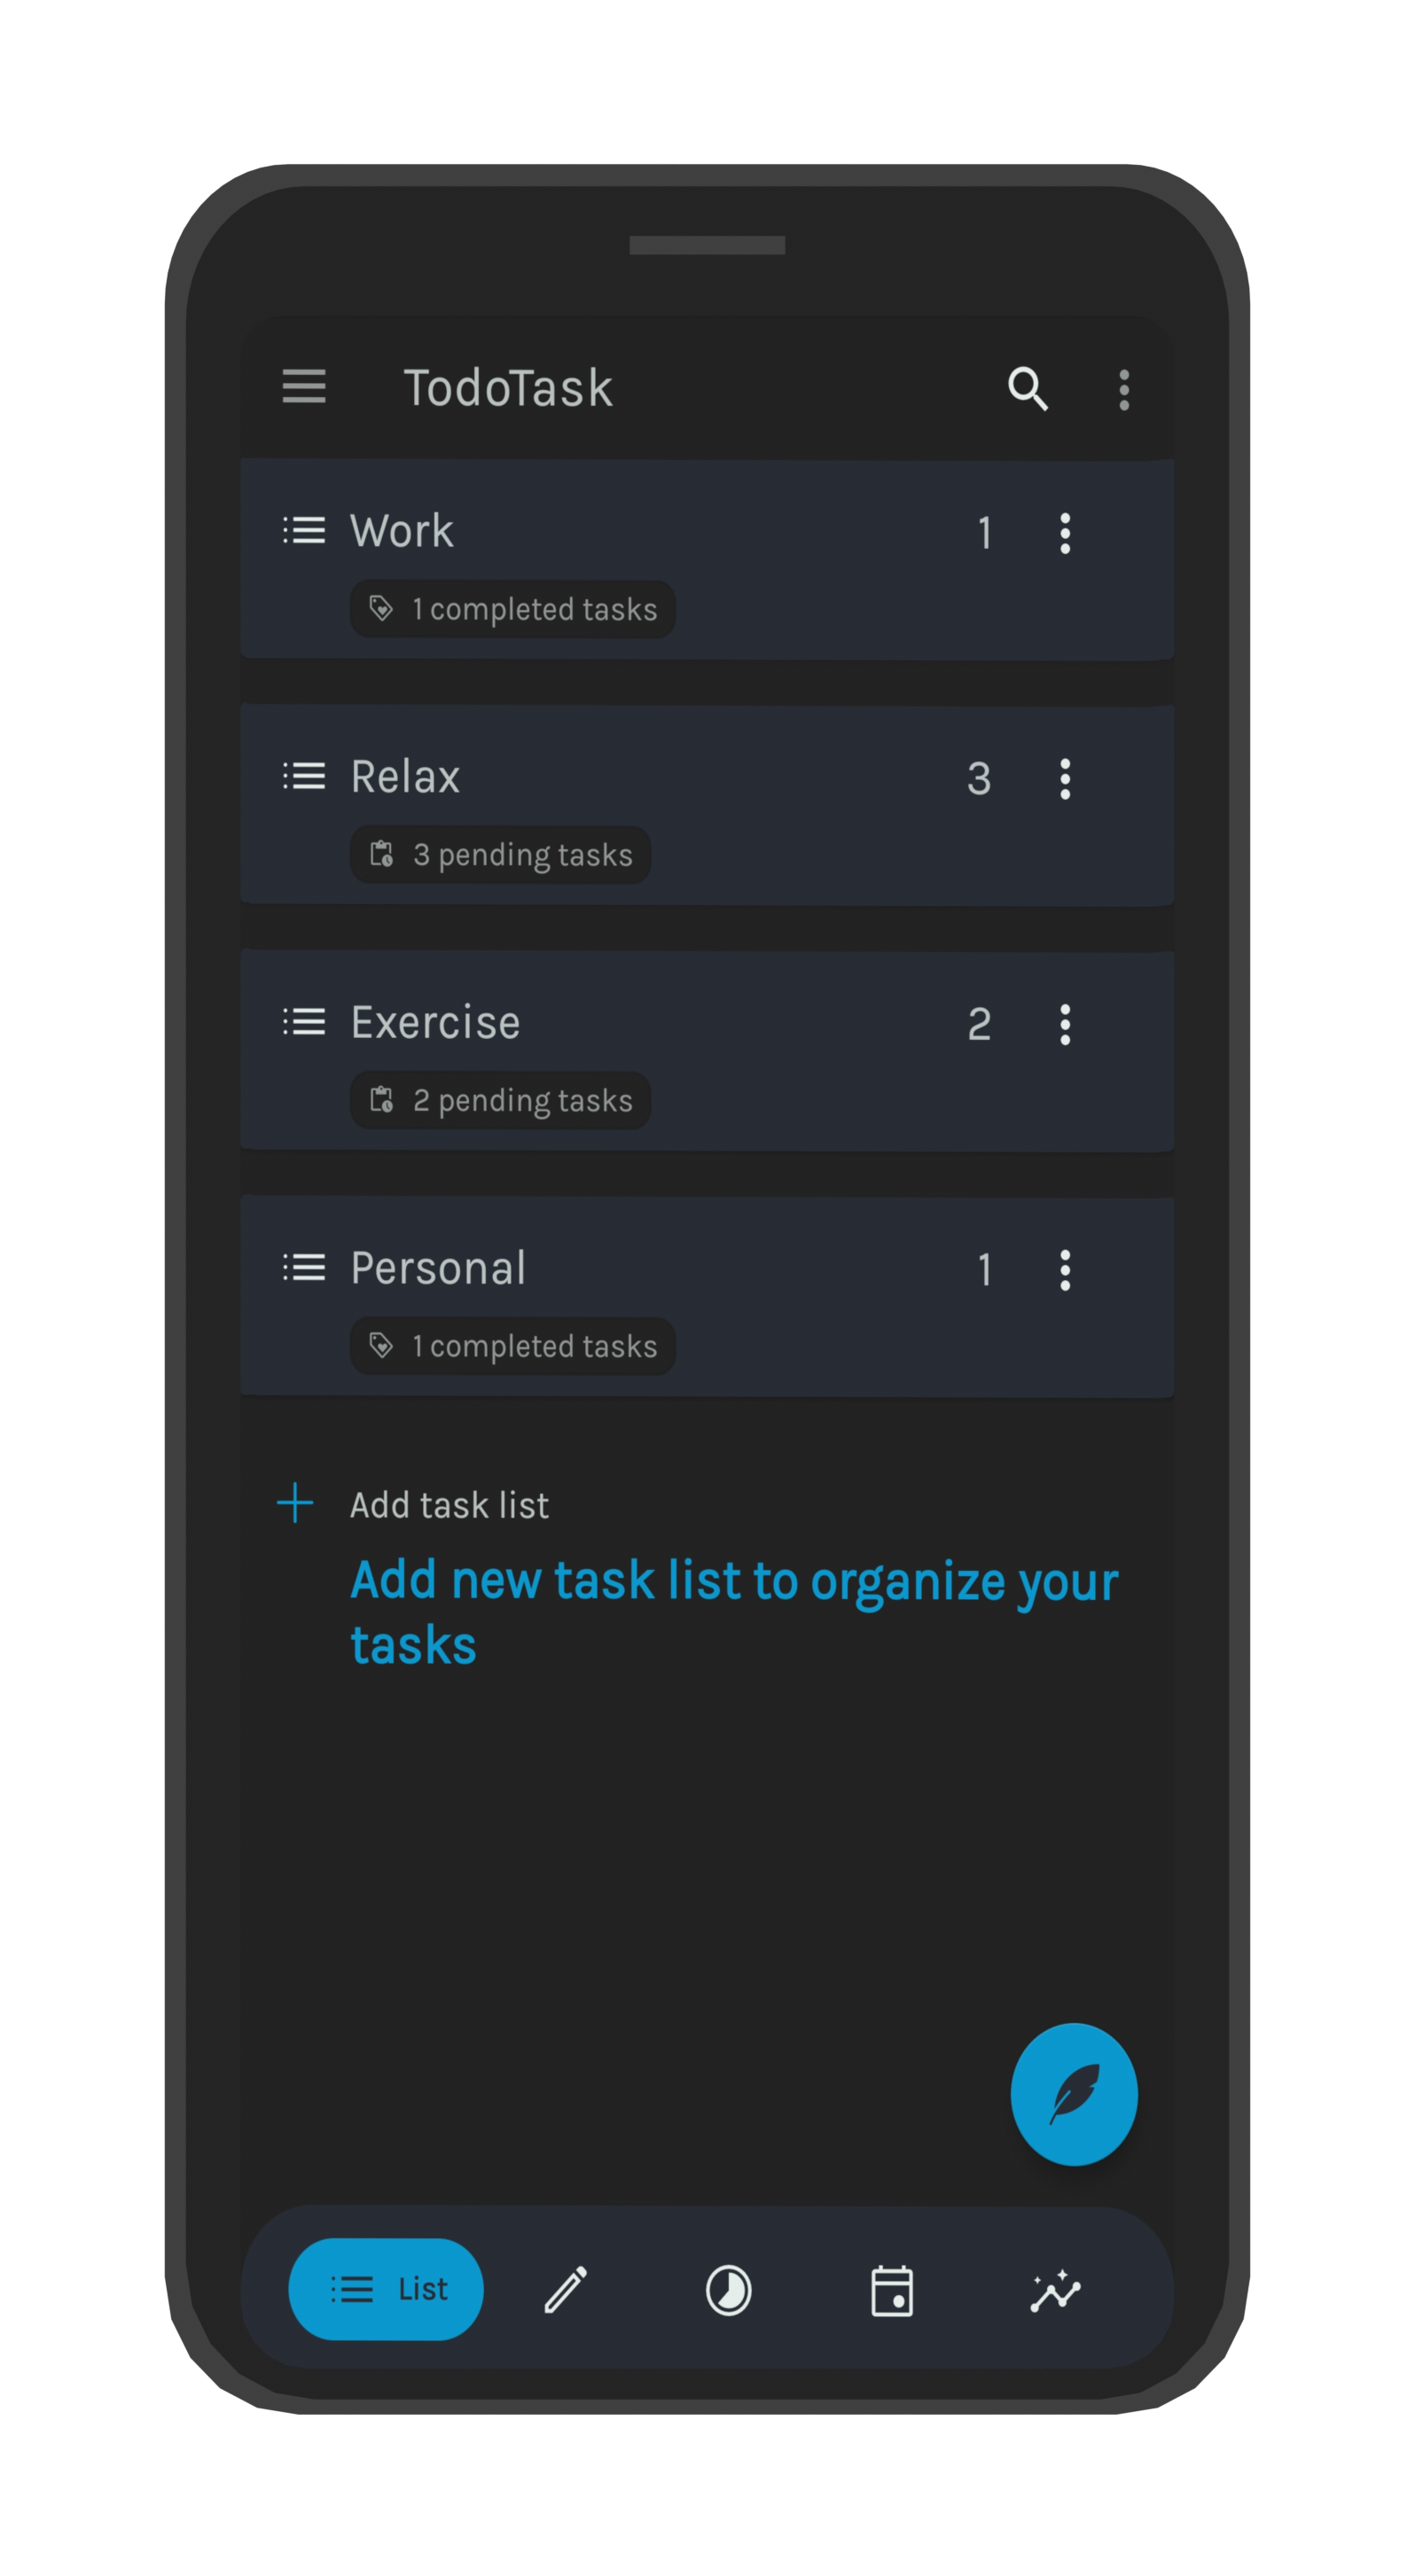 TodoTask
Work 1
1 completed tasks
Relax 3
3 pending tasks
Exercise 2
2 pending tasks
Personal 1
1 completed tasks
Add task list
Add new task list to organize your
tasks
List